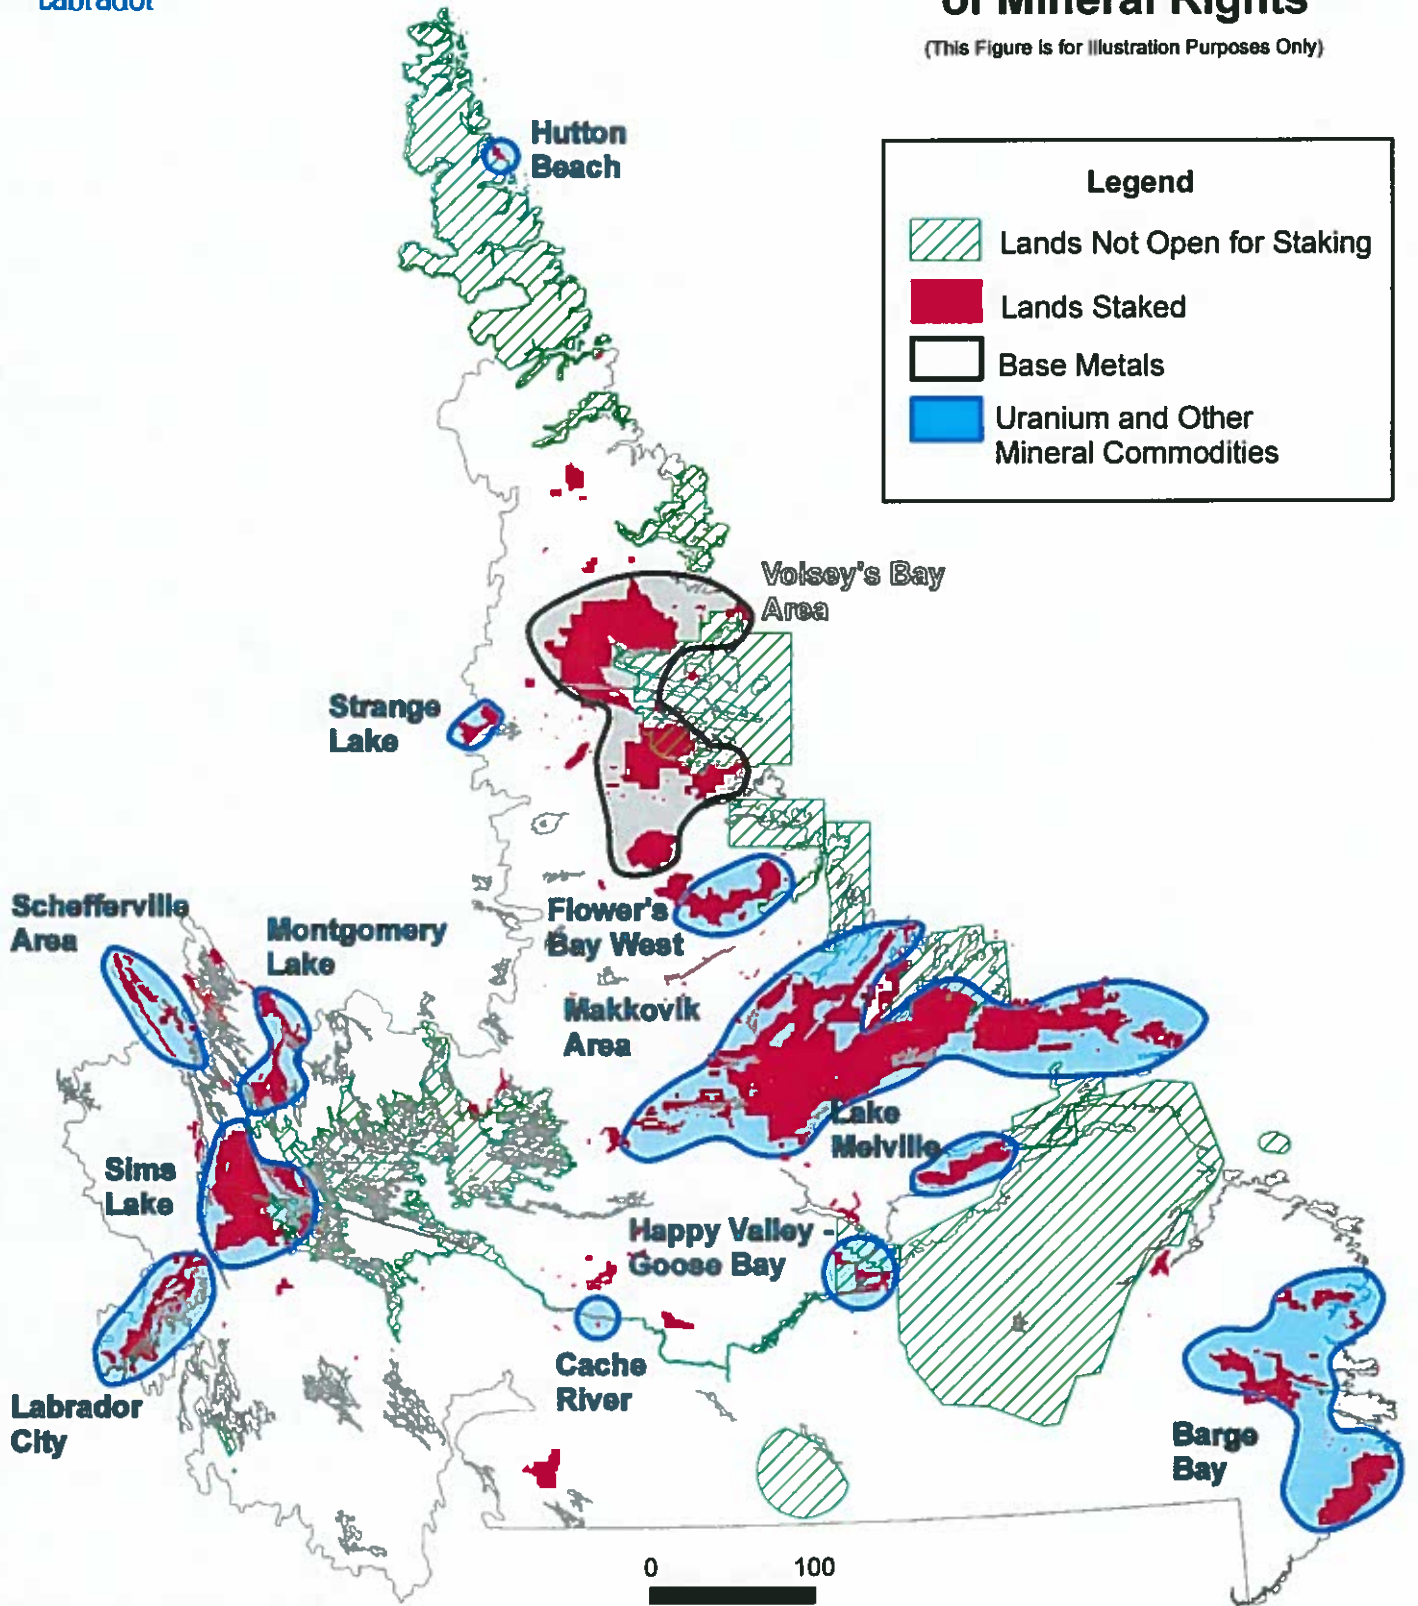 Labrador
of Mineral Rights
(This Figure is for Illustration Purposes Only)
Hutton
Beach
Legend
Lands Not Open for Staking
Lands Staked
Base Metals
Uranium and Other
Mineral Commodities
Voisey's Bay
Area
Strange
Lake
Schefferville
Area
Montgomery
Lake
Flower's
Bay West
Makkovik
Area
Lake
Melville
Sims
Lake
Happy Valley -
Goose Bay
Cache
River
Labrador
City
Barge
Bay
0 100